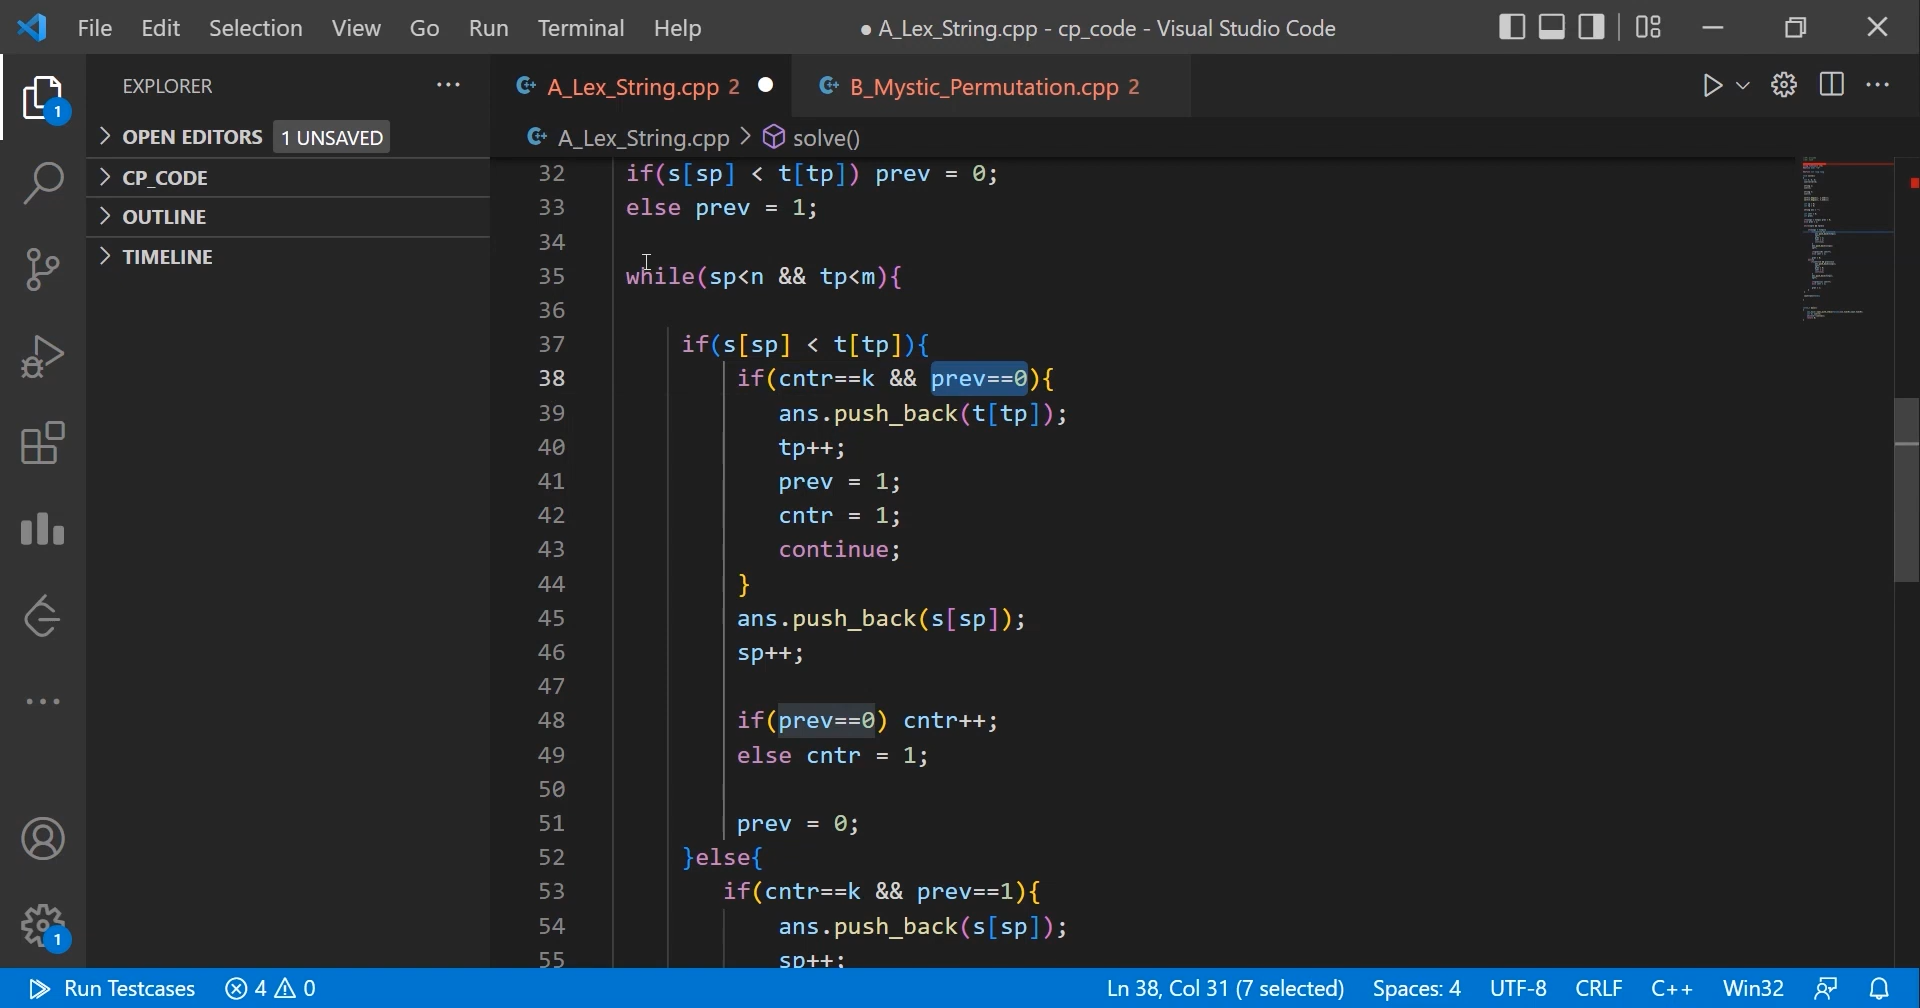 File Edit Selection View Go Run Terminal Help ● A_Lex_String.cpp - cp_code - Visual Studio Code
EXPLORER
1
OPEN EDITORS 1 UNSAVED
CP_CODE
OUTLINE
TIMELINE
A_Lex_String.cpp 2 B_Mystic_Permutation.cpp 2
A_Lex_String.cpp > solve()
32 if(s[sp] < t[tp]) prev = 0;
33 else prev = 1;
34
35 while(sp<n && tp<m){
36
37 if(s[sp] < t[tp]){
38 if(cntr==k && prev==0){
39 ans.push_back(t[tp]);
40 tp++;
41 prev = 1;
42 cntr = 1;
43 continue;
44 }
45 ans.push_back(s[sp]);
46 sp++;
47
48 if(prev==0) cntr++;
49 else cntr = 1;
50
51 prev = 0;
52 }else{
53 if(cntr==k && prev==1){
54 ans.push_back(s[sp]);
55 sp++;
1
Run Testcases 4 0 Ln 38, Col 31 (7 selected) Spaces: 4 UTF-8 CRLF C++ Win32